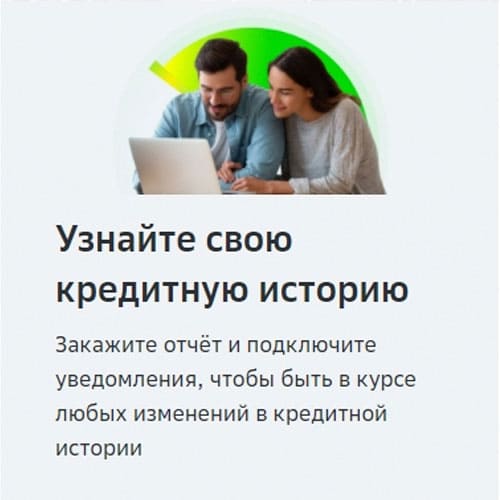 Узнайте свою
кредитную историю
Закажите отчёт и подключите
уведомления, чтобы быть в курсе
любых изменений в кредитной
истории